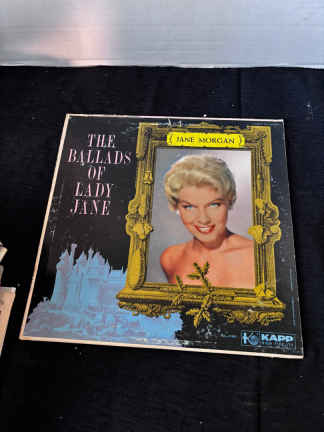 THE
BALLADS
OF
LADY
JANE
JANE MORGAN
KAPP